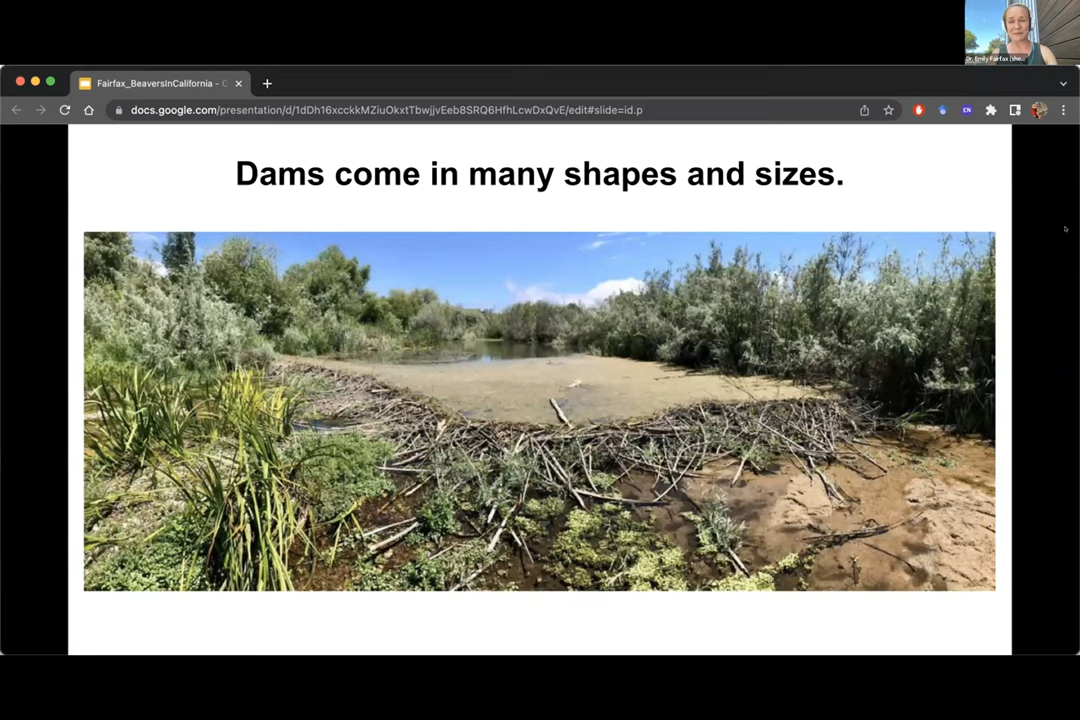 Dr. Emily Fairfax (she...
Fairfax_BeaversInCalifornia -
docs.google.com/presentation/d/1dDh16xcckkMZiuOkxtTbwjjvEeb8SRQ6HfhLcwDxQvE/edit#slide=id.p
EN
Dams come in many shapes and sizes.